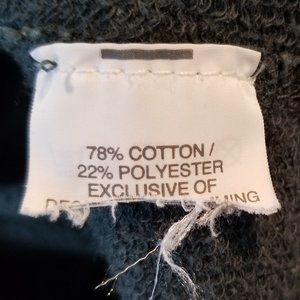 78% COTTON /
22% POLYESTER
EXCLUSIVE OF